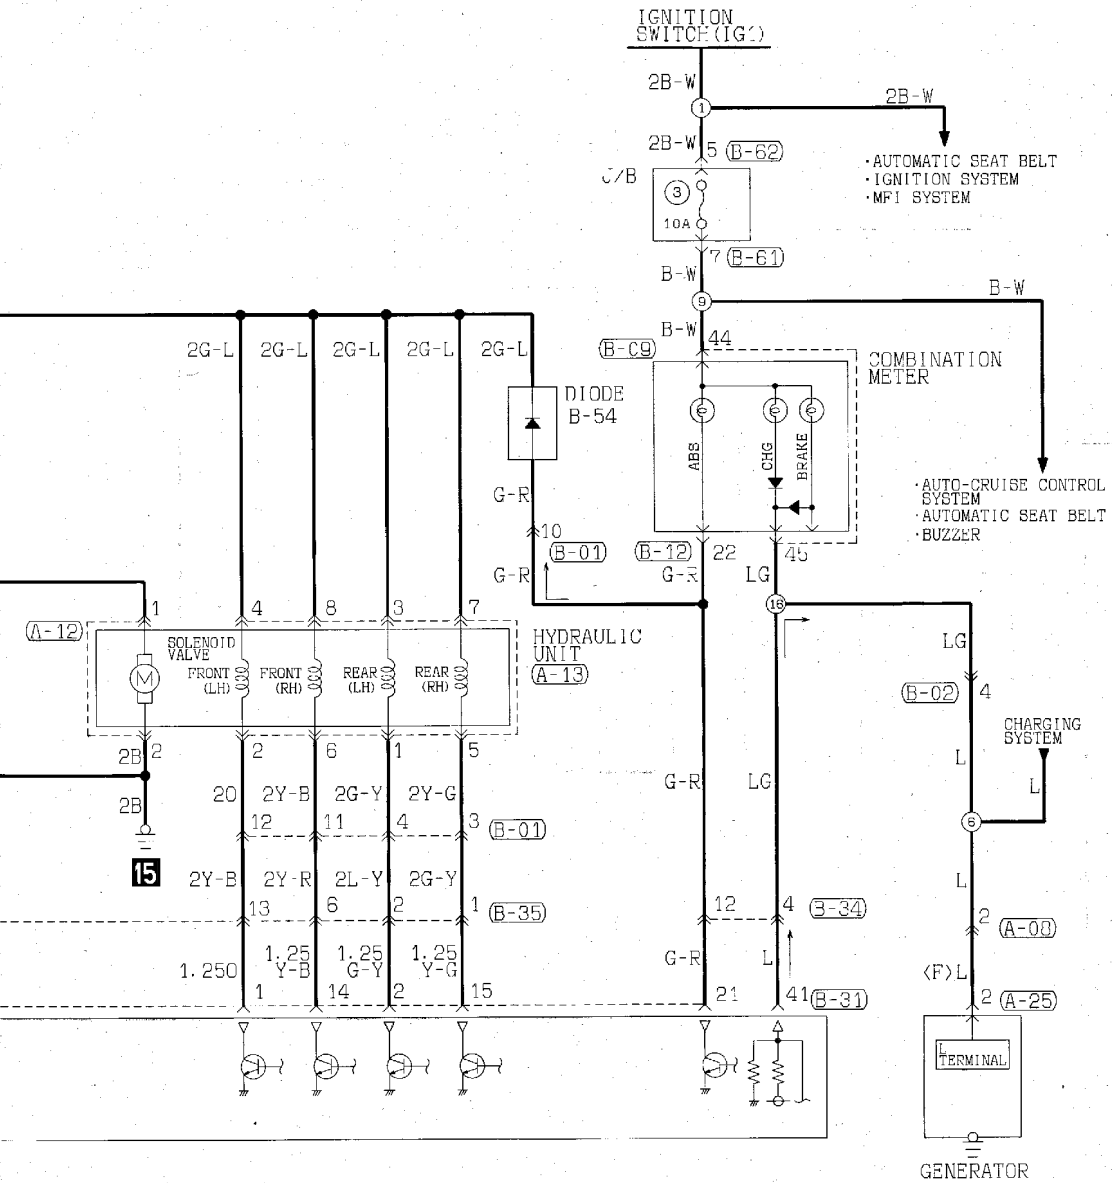 IGNITION
SWITCH(IG1)
2B-W
1
2B-W
2B-W
5 (B-62)
J/B
3
10A
·AUTOMATIC SEAT BELT
·IGNITION SYSTEM
·MFI SYSTEM
7 (B-61)
B-W
9
B-W
B-W
44
(B-09)
COMBINATION
METER
2G-L 2G-L 2G-L 2G-L 2G-L
DIODE
B-54
ABS
CHG
BRAKE
G-R
10
(B-01)
G-R
·AUTO-CRUISE CONTROL
SYSTEM
·AUTOMATIC SEAT BELT
·BUZZER
(B-12) 22 45
G-R LG
16
(A-12) 1 4 8 3 7
HYDRAULIC
UNIT
(A-13)
SOLENOID
VALVE
M
FRONT
(LH)
FRONT
(RH)
REAR
(LH)
REAR
(RH)
LG
(B-02) 4
CHARGING
SYSTEM
2B 2 2 6 1 5
L
L
2B
20 2Y-B 2G-Y 2Y-G
G-R LG
12 11 4 3 (B-01)
6
15
2Y-B 2Y-R 2L-Y 2G-Y
L
13 6 2 1 (B-35)
12 4 (B-34)
2 (A-08)
1.250
1.25
Y-B
1.25
G-Y
1.25
Y-G
G-R L
(F)L
1 14 2 15 21 41 (B-31)
2 (A-25)
L
TERMINAL
GENERATOR